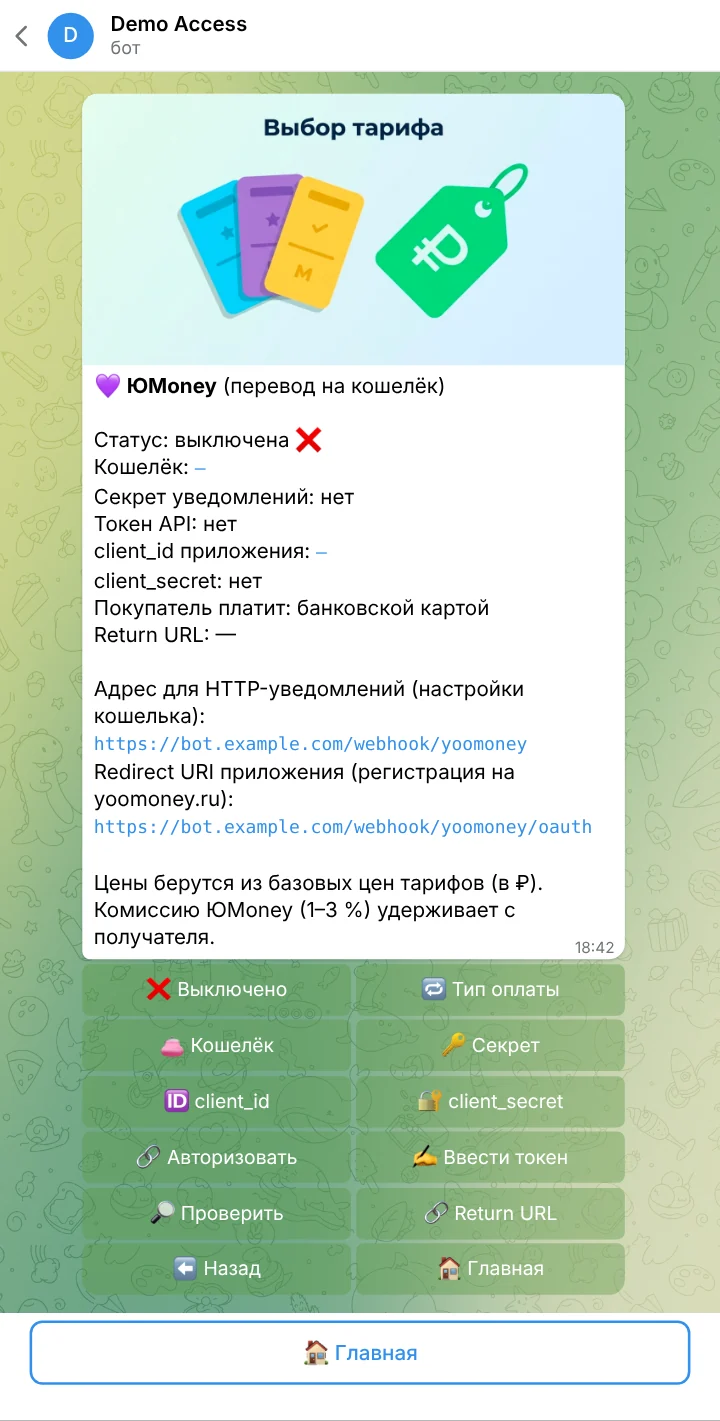 D
Demo Access
бот
Выбор тарифа
M
💜 ЮMoney (перевод на кошелёк)
Статус: выключена ❌
Кошелёк: –
Секрет уведомлений: нет
Токен API: нет
client_id приложения: –
client_secret: нет
Покупатель платит: банковской картой
Return URL: —
Адрес для HTTP-уведомлений (настройки
кошелька):
https://bot.example.com/webhook/yoomoney
Redirect URI приложения (регистрация на
yoomoney.ru):
https://bot.example.com/webhook/yoomoney/oauth
Цены берутся из базовых цен тарифов (в ₽).
Комиссию ЮMoney (1–3 %) удерживает с
получателя.
18:42
❌ Выключено
🔁 Тип оплаты
👛 Кошелёк
🔑 Секрет
🆔 client_id
🔐 client_secret
🔗 Авторизовать
✍️ Ввести токен
🔎 Проверить
🔗 Return URL
⬅️ Назад
🏠 Главная
🏠 Главная